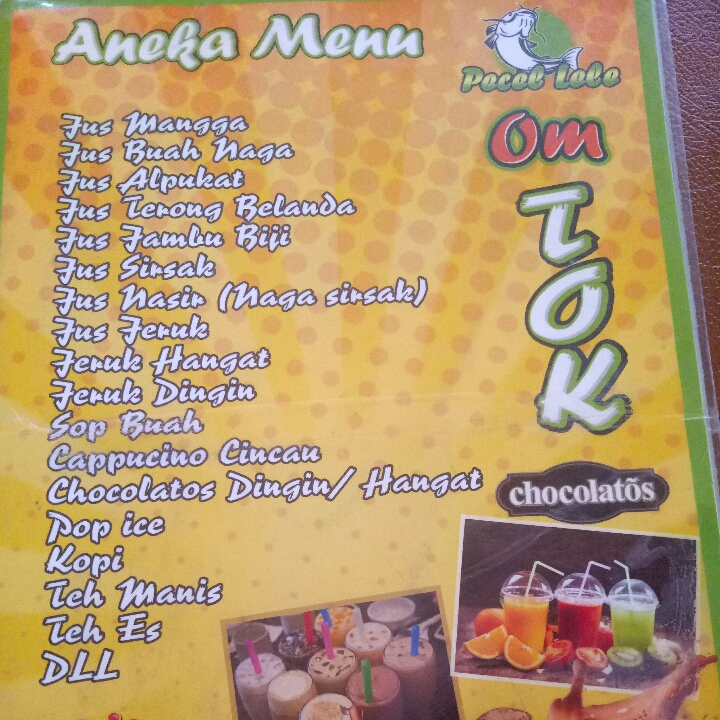 Aneka Menu
Pecel Lele
Om
TOK
Jus Mangga
Jus Buah Naga
Jus Alpukat
Jus Terong Belanda
Jus Jambu Biji
Jus Sirsak
Jus Nasir (Naga sirsak)
Jus Jeruk
Jeruk Hangat
Jeruk Dingin
Sop Buah
Cappucino Cincau
Chocolatos Dingin/ Hangat
Pop ice
Kopi
Teh Manis
Teh Es
DLL
chocolatõs